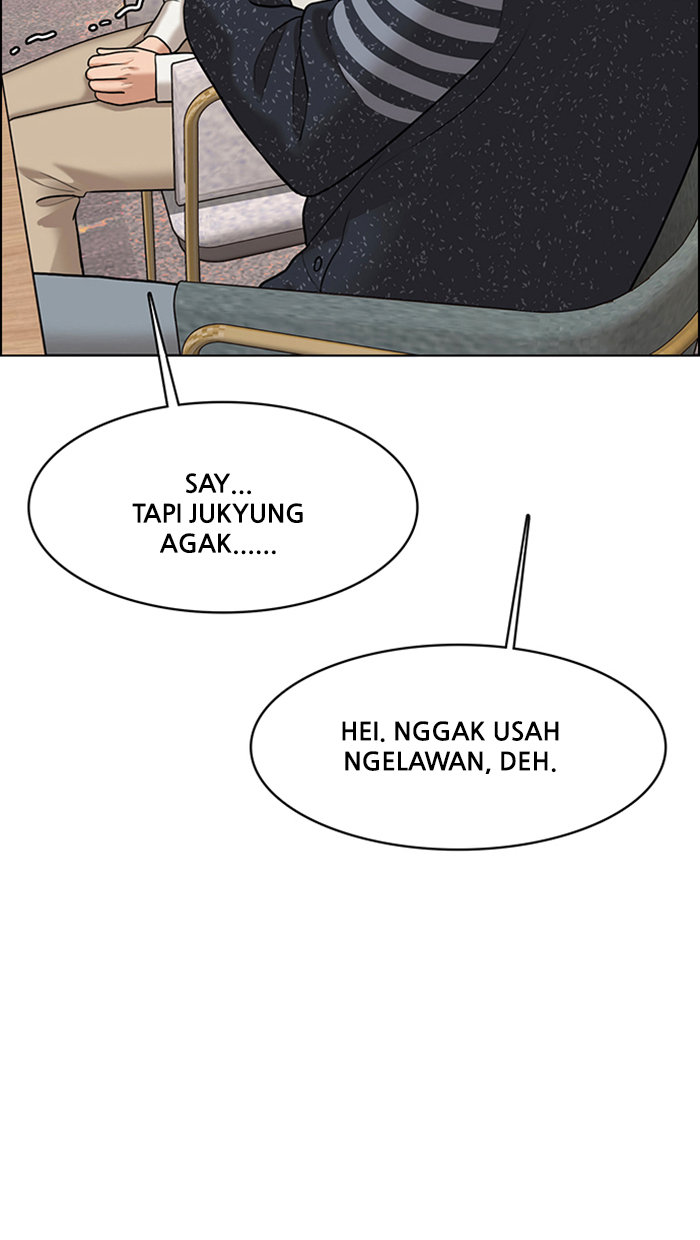 SAY...
TAPI JUKYUNG
AGAK......
HEI. NGGAK USAH
NGELAWAN, DEH.